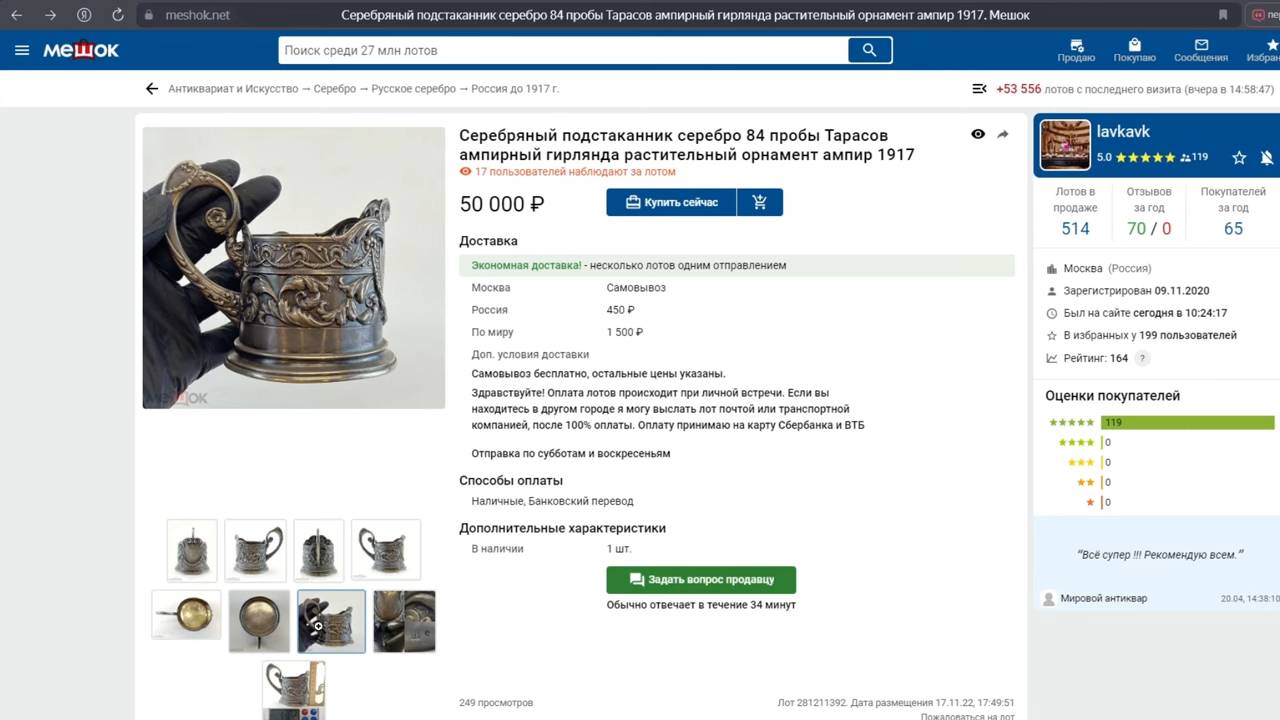 meshok.net
Серебряный подстаканник серебро 84 пробы Тарасов ампирный гирлянда растительный орнамент ампир 1917. Мешок
мешок
Поиск среди 27 млн лотов
Продаю
Покупаю
Сообщения
Избран
Антиквариат и Искусство → Серебро → Русское серебро → Россия до 1917 г.
+53 556 лотов с последнего визита (вчера в 14:58:47)
Серебряный подстаканник серебро 84 пробы Тарасов
ампирный гирлянда растительный орнамент ампир 1917
17 пользователей наблюдают за лотом
50 000 ₽
Купить сейчас
Доставка
Экономная доставка! - несколько лотов одним отправлением
Москва Самовывоз
Россия 450 ₽
По миру 1 500 ₽
Доп. условия доставки
Самовывоз бесплатно, остальные цены указаны.
Здравствуйте! Оплата лотов происходит при личной встрече. Если вы
находитесь в другом городе я могу выслать лот почтой или транспортной
компанией, после 100% оплаты. Оплату принимаю на карту Сбербанка и ВТБ
Отправка по субботам и воскресеньям
Способы оплаты
Наличные, Банковский перевод
Дополнительные характеристики
В наличии 1 шт.
Задать вопрос продавцу
Обычно отвечает в течение 34 минут
249 просмотров
Лот 281211392. Дата размещения 17.11.22, 17:49:51
Пожаловаться на лот
мешок
lavkavk
5.0 119
Лотов в
продаже
514
Отзывов
за год
70 / 0
Покупателей
за год
65
Москва (Россия)
Зарегистрирован 09.11.2020
Был на сайте сегодня в 10:24:17
В избранных у 199 пользователей
Рейтинг: 164 ?
Оценки покупателей
119
0
0
0
0
“Всё супер !!! Рекомендую всем.”
Мировой антиквар
20.04, 14:38:10